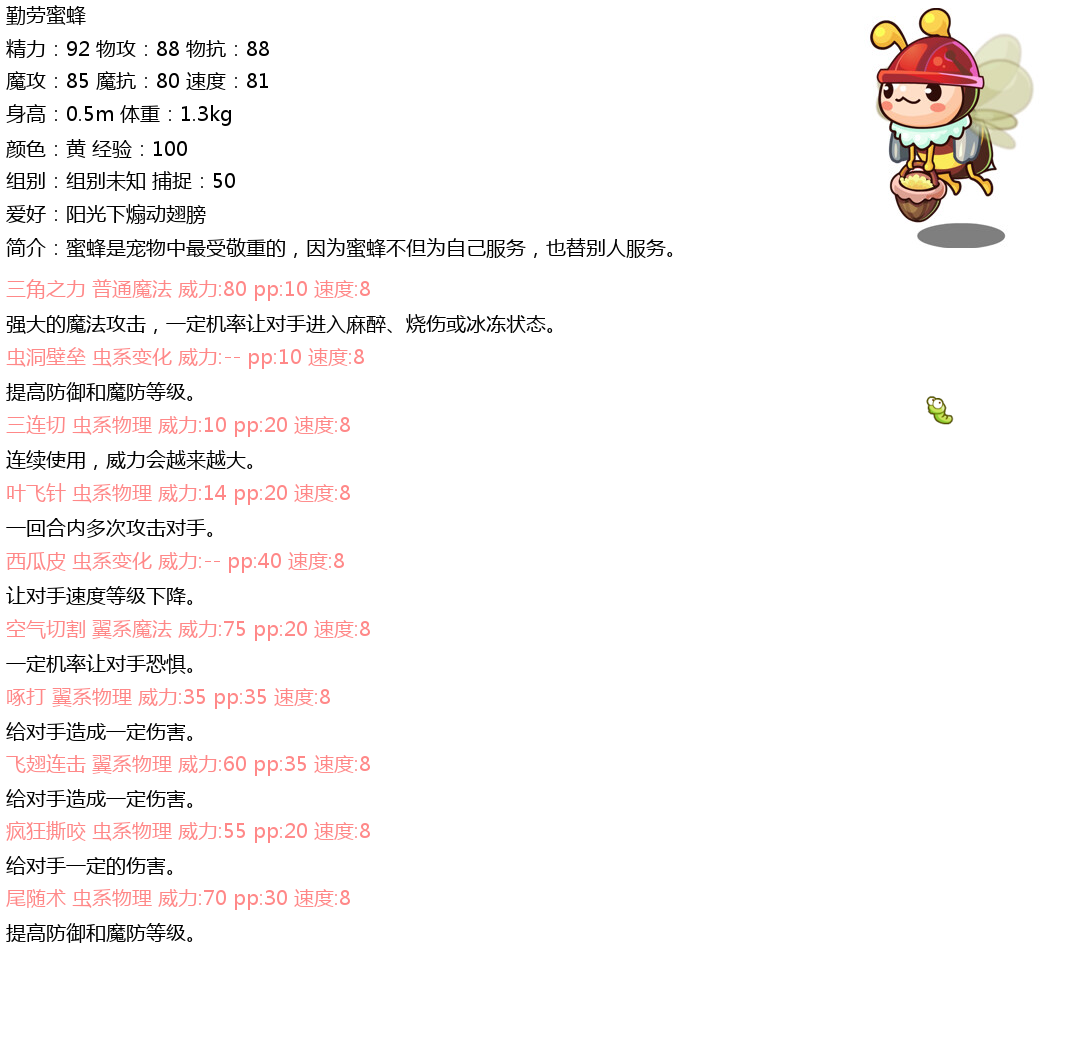 勤劳蜜蜂
精力：92 物攻：88 物抗：88
魔攻：85 魔抗：80 速度：81
身高：0.5m 体重：1.3kg
颜色：黄 经验：100
组别：组别未知 捕捉：50
爱好：阳光下煽动翅膀
简介：蜜蜂是宠物中最受敬重的，因为蜜蜂不但为自己服务，也替别人服务。
三角之力 普通魔法 威力:80 pp:10 速度:8
强大的魔法攻击，一定机率让对手进入麻醉、烧伤或冰冻状态。
虫洞壁垒 虫系变化 威力:-- pp:10 速度:8
提高防御和魔防等级。
三连切 虫系物理 威力:10 pp:20 速度:8
连续使用，威力会越来越大。
叶飞针 虫系物理 威力:14 pp:20 速度:8
一回合内多次攻击对手。
西瓜皮 虫系变化 威力:-- pp:40 速度:8
让对手速度等级下降。
空气切割 翼系魔法 威力:75 pp:20 速度:8
一定机率让对手恐惧。
啄打 翼系物理 威力:35 pp:35 速度:8
给对手造成一定伤害。
飞翅连击 翼系物理 威力:60 pp:35 速度:8
给对手造成一定伤害。
疯狂撕咬 虫系物理 威力:55 pp:20 速度:8
给对手一定的伤害。
尾随术 虫系物理 威力:70 pp:30 速度:8
提高防御和魔防等级。